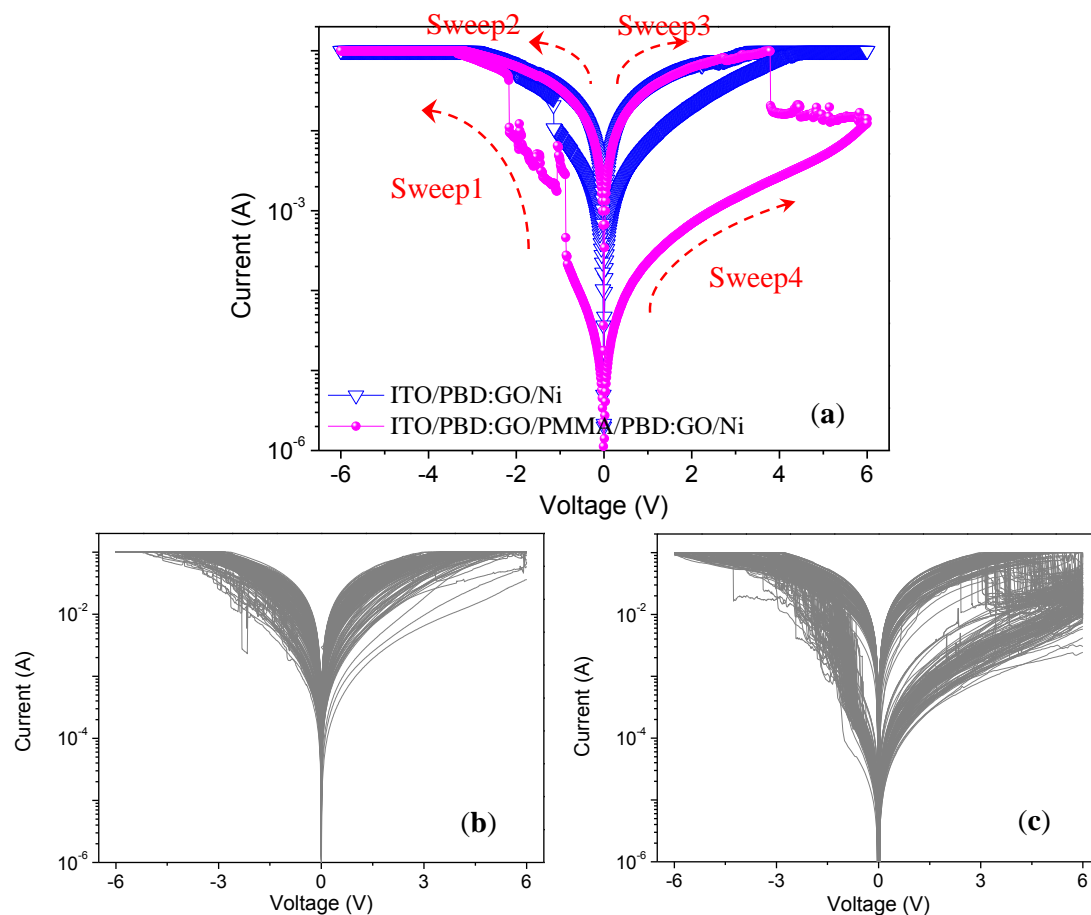 Sweep2
Sweep3
Sweep1
Sweep4
Current (A)
10^-3
10^-6
ITO/PBD:GO/Ni
ITO/PBD:GO/PMMA/PBD:GO/Ni
(a)
-6 -4 -2 0 2 4 6
Voltage (V)
Current (A)
10^-2
10^-4
10^-6
(b)
-6 -3 0 3 6
Voltage (V)
Current (A)
10^-2
10^-4
10^-6
(c)
-6 -3 0 3 6
Voltage (V)